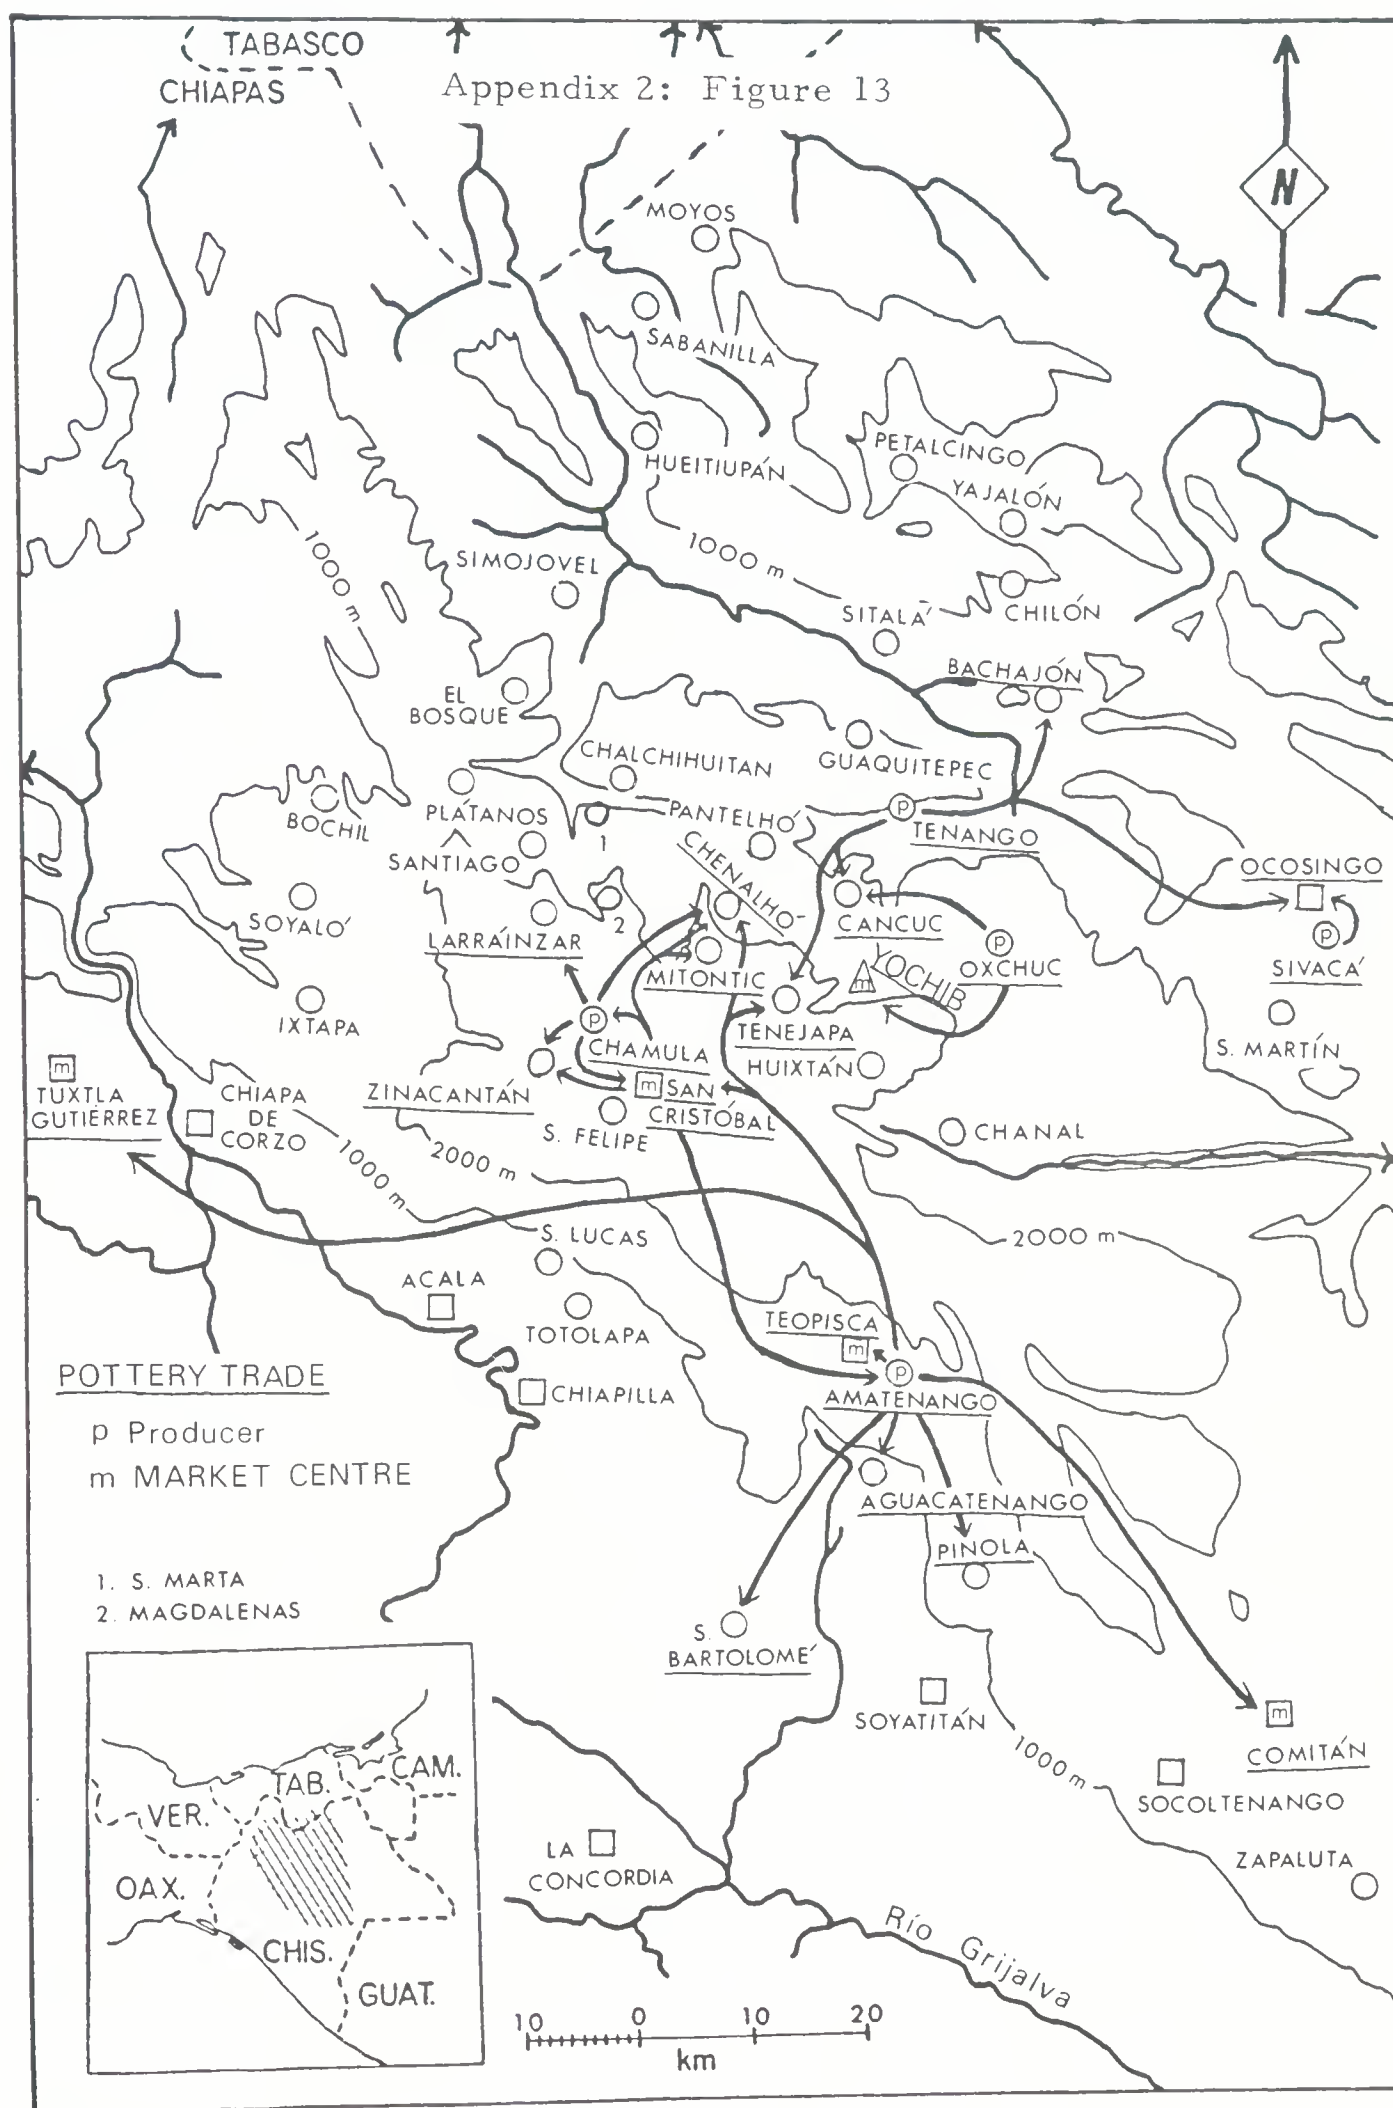 TABASCO
CHIAPAS
Appendix 2: Figure 13
N
MOYOS
SABANILLA
HUEITIUPÁN
PETALCINGO
YAJALÓN
1000 m
1000 m
SIMOJOVEL
SITALÁ
CHILÓN
BACHAJÓN
EL
BOSQUE
CHALCHIHUITAN
GUAQUITEPEC
BOCHIL
PLÁTANOS
1
PANTELHÓ
p
TENANGO
SANTIAGO
CHENALHÓ
OCOSINGO
SOYALÓ
2
LARRAÍNZAR
CANCUC
p
OXCHUC
p
SIVACÁ
MITONTIC
m
YOCHIB
IXTAPA
p
CHAMULA
TENEJAPA
HUIXTÁN
S. MARTÍN
m
TUXTLA
GUTIÉRREZ
CHIAPA
DE
CORZO
ZINACANTÁN
m
SAN
CRISTÓBAL
S. FELIPE
CHANAL
1000 m
2000 m
2000 m
S. LUCAS
ACALA
TOTOLAPA
TEOPISCA
m
p
AMATENANGO
CHIAPILLA
POTTERY TRADE
p Producer
m MARKET CENTRE
AGUACATENANGO
PINOLA
1. S. MARTA
2. MAGDALENAS
S.
BARTOLOMÉ
SOYATITÁN
1000 m
m
COMITÁN
SOCOLTENANGO
ZAPALUTA
LA
CONCORDIA
Río Grijalva
TAB.
CAM.
VER.
OAX.
CHIS.
GUAT.
10 0 10 20
km